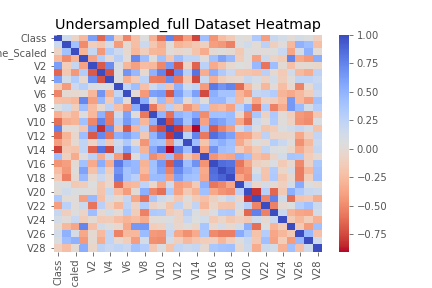 Undersampled_full Dataset Heatmap
Class
ne_Scaled
V2
V4
V6
V8
V10
V12
V14
V16
V18
V20
V22
V24
V26
V28
Class
caled
V2
V4
V6
V8
V10
V12
V14
V16
V18
V20
V22
V24
V26
V28
1.00
0.75
0.50
0.25
0.00
−0.25
−0.50
−0.75